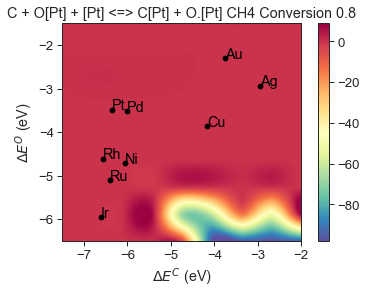 C + O[Pt] + [Pt] <=> C[Pt] + O.[Pt] CH4 Conversion 0.8
ΔE^O (eV)
−2
−3
−4
−5
−6
Au
Ag
Pt
Pd
Cu
Rh
Ni
Ru
Ir
−7
−6
−5
−4
−3
−2
ΔE^C (eV)
0
−20
−40
−60
−80